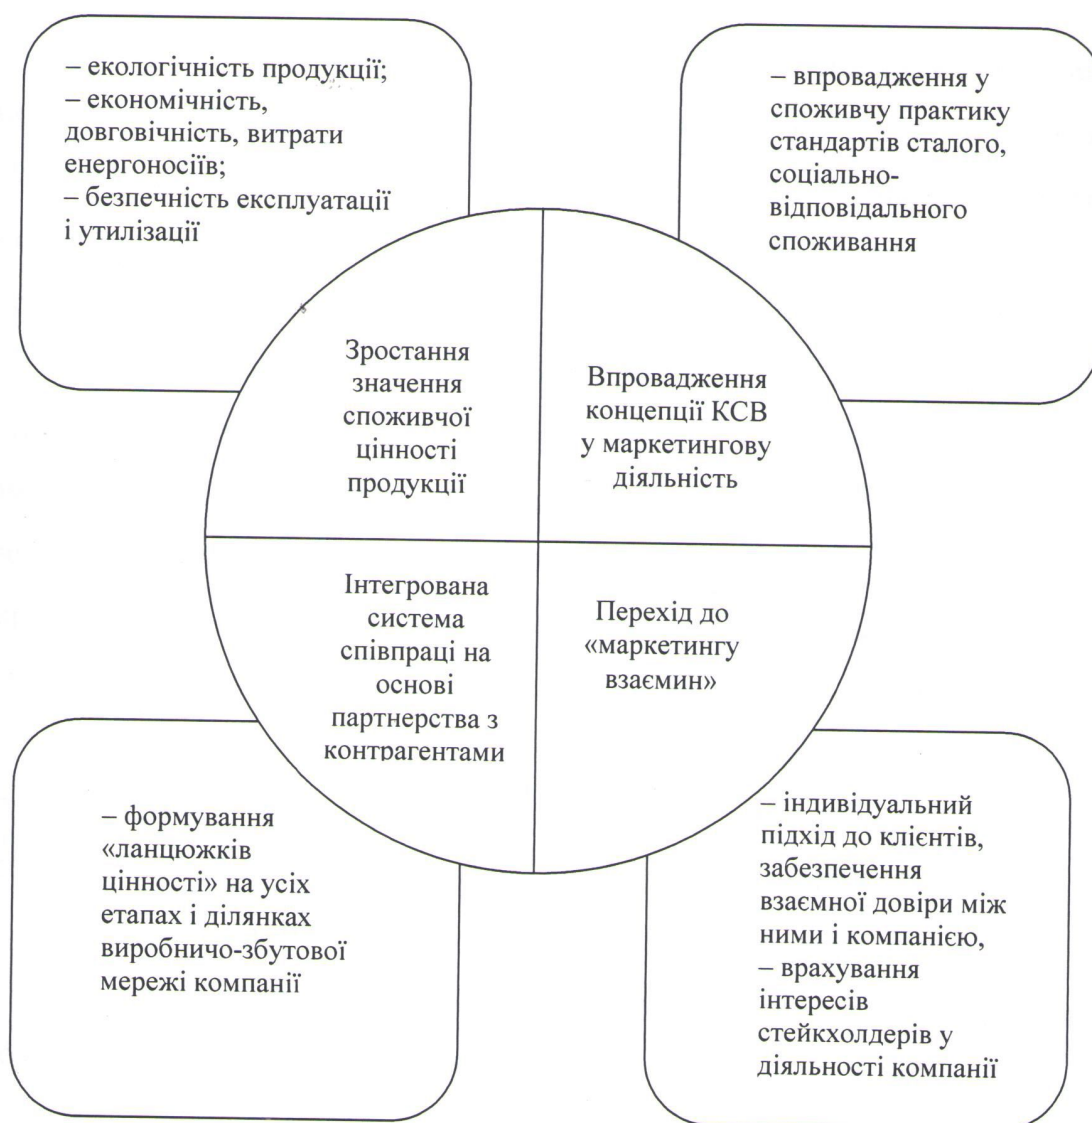 – екологічність продукції;
– економічність,
довговічність, витрати
енергоносіїв;
– безпечність експлуатації
і утилізації
– впровадження у
споживчу практику
стандартів сталого,
соціально-
відповідального
споживання
Зростання
значення
споживчої
цінності
продукції
Впровадження
концепції КСВ
у маркетингову
діяльність
Інтегрована
система
співпраці на
основі
партнерства з
контрагентами
Перехід до
«маркетингу
взаємин»
– формування
«ланцюжків
цінності» на усіх
етапах і ділянках
виробничо-збутової
мережі компанії
– індивідуальний
підхід до клієнтів,
забезпечення
взаємної довіри між
ними і компанією,
– врахування
інтересів
стейкхолдерів у
діяльності компанії